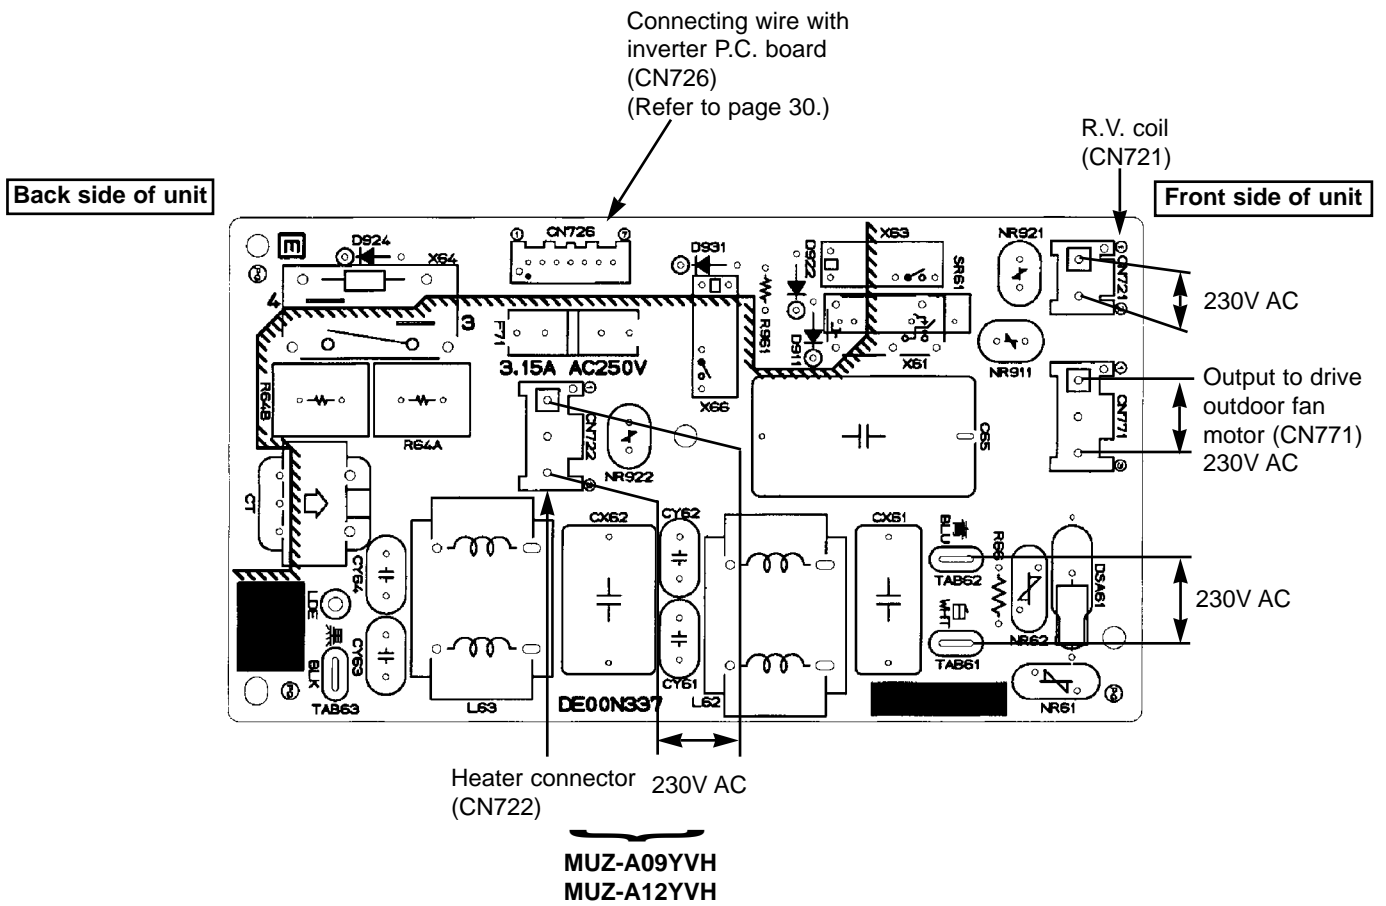 Connecting wire with
inverter P.C. board
(CN726)
(Refer to page 30.)
R.V. coil
(CN721)
Back side of unit
Front side of unit
E
D924
X64
4
3
① CN726 ⑦
D931
D922
X63
SR61
NR921
CN721
230V AC
F71
3.15A AC250V
R961
D911
X61
NR911
X66
R64B
R64A
CN722
NR922
C65
CN771
Output to drive
outdoor fan
motor (CN771)
230V AC
CT
CY64
CX62
CY62
CX61
BLU
TAB62
R66
DSA61
230V AC
LDE
黒
BLK
TAB63
CY63
L63
DE00N337
CY61
L62
WHT
TAB61
NR62
NR61
Heater connector
(CN722)
230V AC
MUZ-A09YVH
MUZ-A12YVH